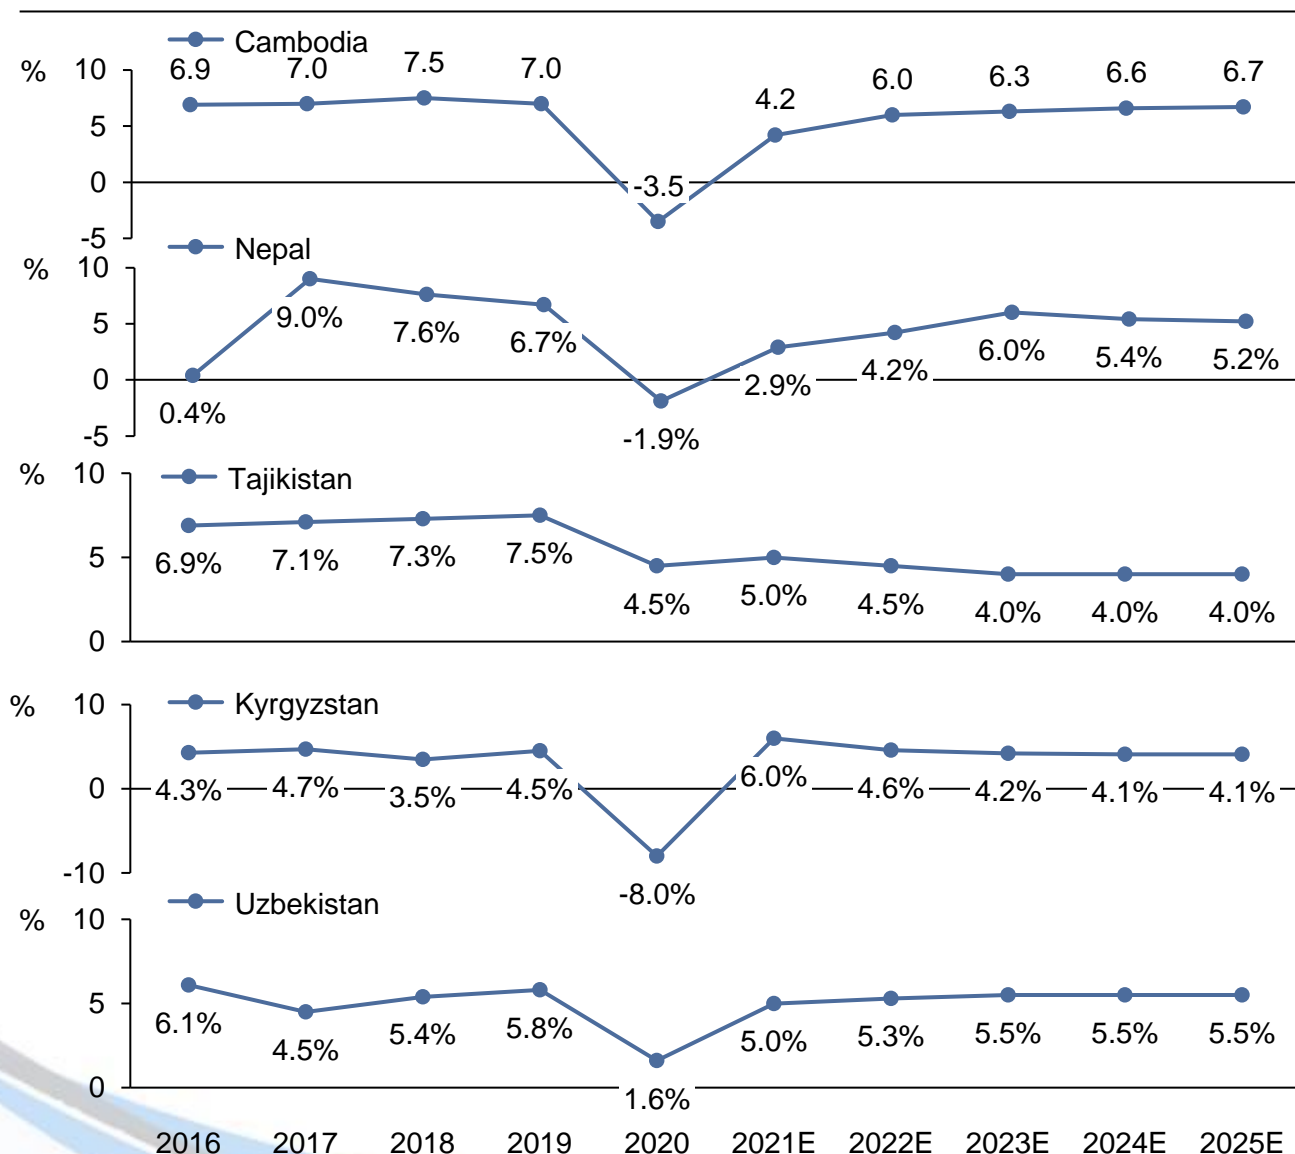 Cambodia
%
10
5
0
-5
6.9 7.0 7.5 7.0 -3.5 4.2 6.0 6.3 6.6 6.7
Nepal
%
10
5
0
-5
0.4% 9.0% 7.6% 6.7% -1.9% 2.9% 4.2% 6.0% 5.4% 5.2%
Tajikistan
%
10
5
0
6.9% 7.1% 7.3% 7.5% 4.5% 5.0% 4.5% 4.0% 4.0% 4.0%
Kyrgyzstan
%
10
0
-10
4.3% 4.7% 3.5% 4.5% -8.0% 6.0% 4.6% 4.2% 4.1% 4.1%
Uzbekistan
%
10
5
0
6.1% 4.5% 5.4% 5.8% 1.6% 5.0% 5.3% 5.5% 5.5% 5.5%
2016 2017 2018 2019 2020 2021E 2022E 2023E 2024E 2025E